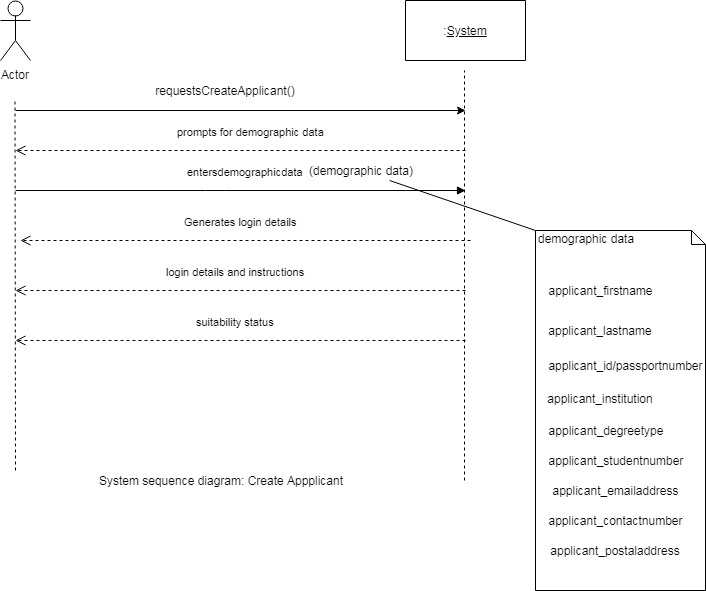 Actor
:System
requestsCreateApplicant()
prompts for demographic data
entersdemographicdata (demographic data)
Generates login details
login details and instructions
suitability status
System sequence diagram: Create Appplicant
demographic data
applicant_firstname
applicant_lastname
applicant_id/passportnumber
applicant_institution
applicant_degreetype
applicant_studentnumber
applicant_emailaddress
applicant_contactnumber
applicant_postaladdress